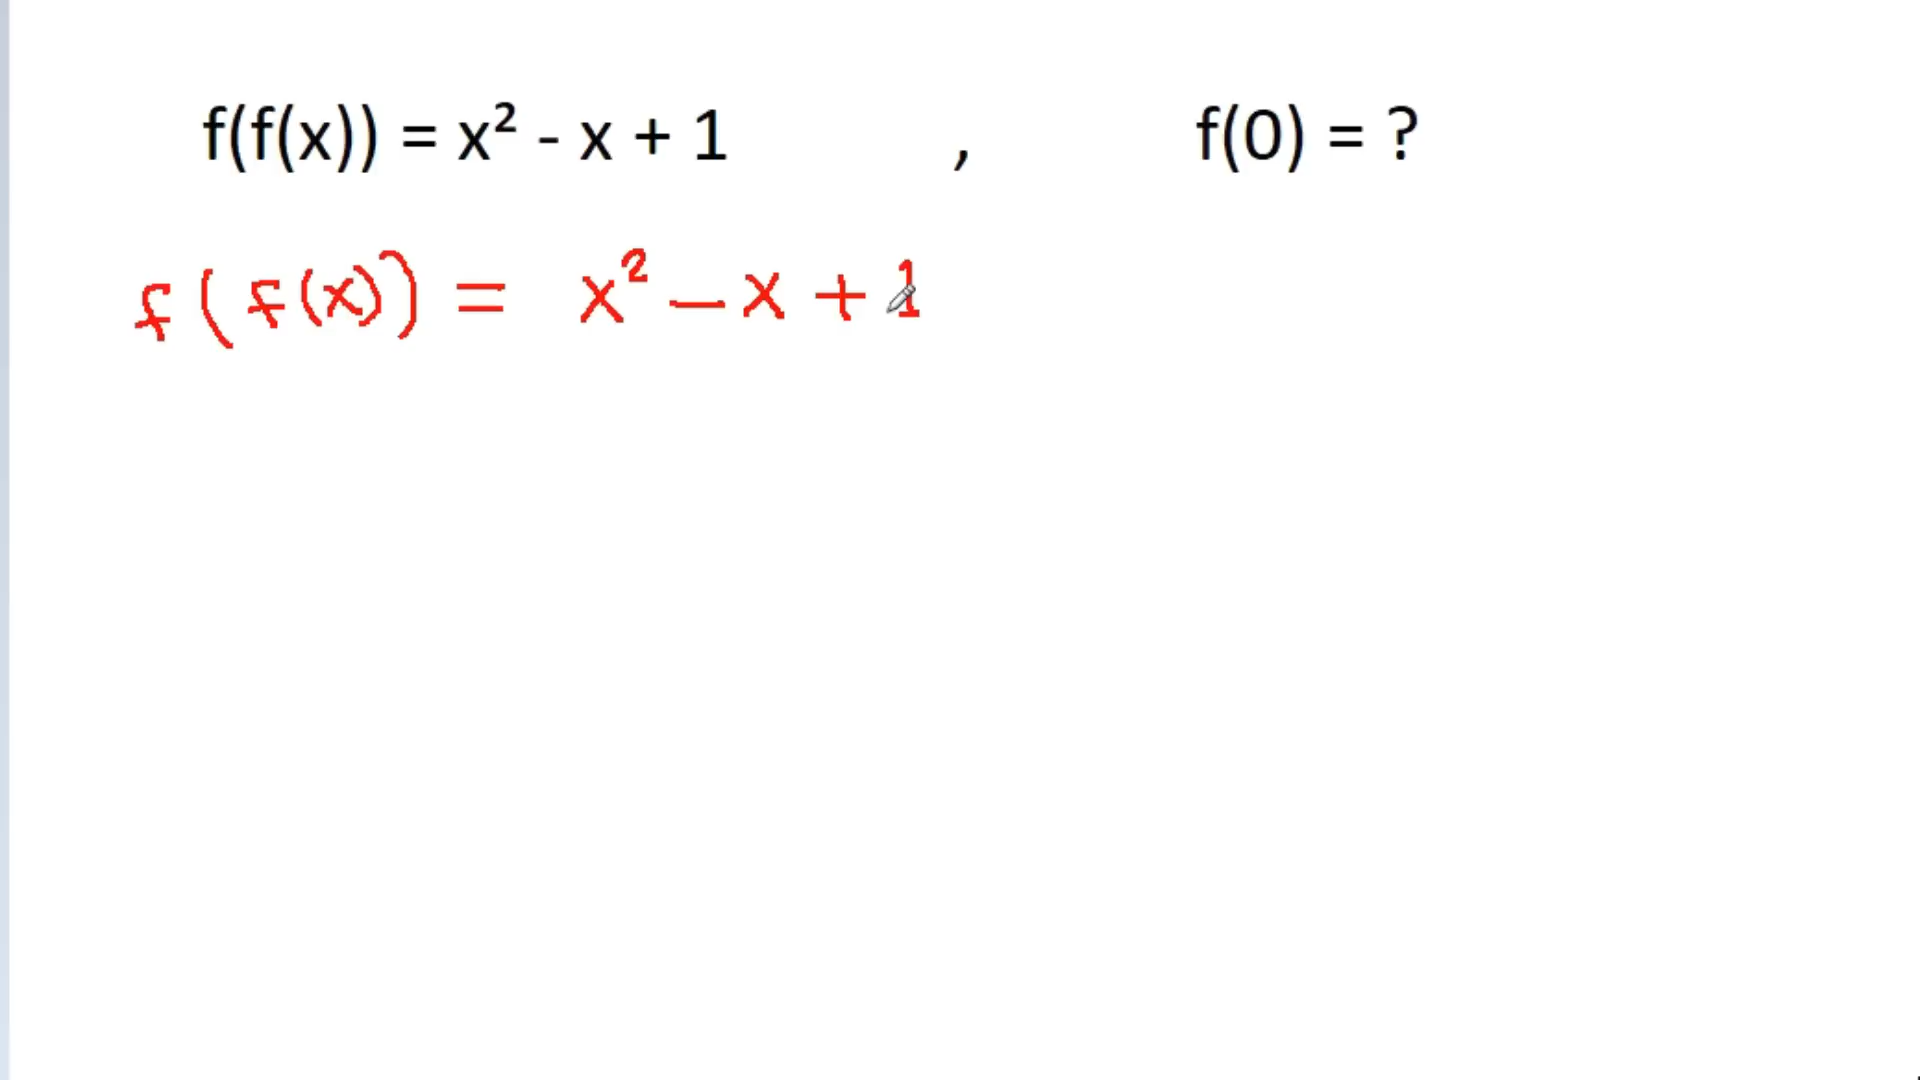 f(f(x)) = x² - x + 1 , f(0) = ?
f(f(x)) = x² - x + 1